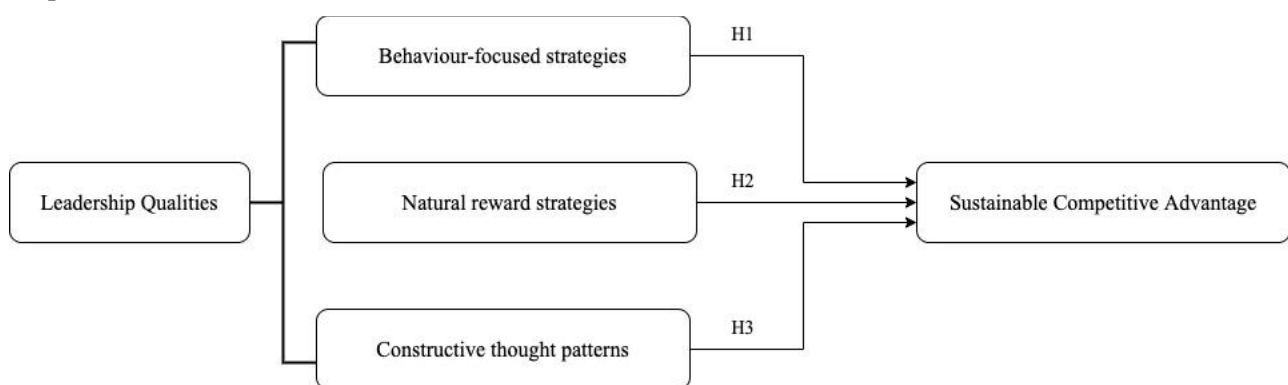 H1
Behaviour-focused strategies
H2
Leadership Qualities
Natural reward strategies
Sustainable Competitive Advantage
H3
Constructive thought patterns